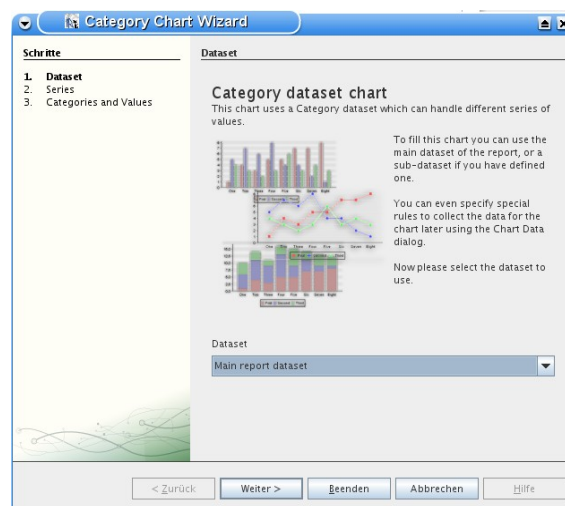 Category Chart Wizard
Schritte
1. Dataset
2. Series
3. Categories and Values
Dataset
Category dataset chart
This chart uses a Category dataset which can handle different series of
values.
To fill this chart you can use the
main dataset of the report, or a
sub-dataset if you have defined
one.
You can even specify special
rules to collect the data for the
chart later using the Chart Data
dialog.
Now please select the dataset to
use.
Dataset
Main report dataset
< Zurück
Weiter >
Beenden
Abbrechen
Hilfe